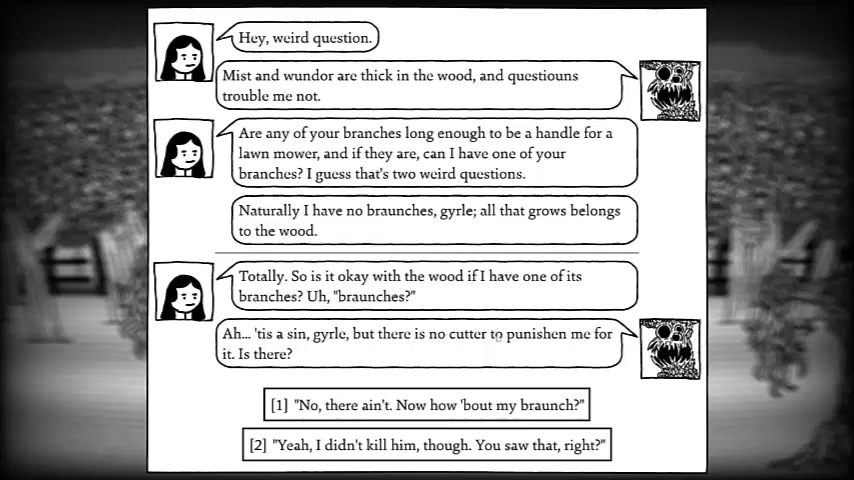 Hey, weird question.
Mist and wundor are thick in the wood, and questiouns
trouble me not.
Are any of your branches long enough to be a handle for a
lawn mower, and if they are, can I have one of your
branches? I guess that's two weird questions.
Naturally I have no braunches, gyrle; all that grows belongs
to the wood.
Totally. So is it okay with the wood if I have one of its
branches? Uh, "braunches?"
Ah... 'tis a sin, gyrle, but there is no cutter to punishen me for
it. Is there?
[1] "No, there ain't. Now how 'bout my braunch?"
[2] "Yeah, I didn't kill him, though. You saw that, right?"